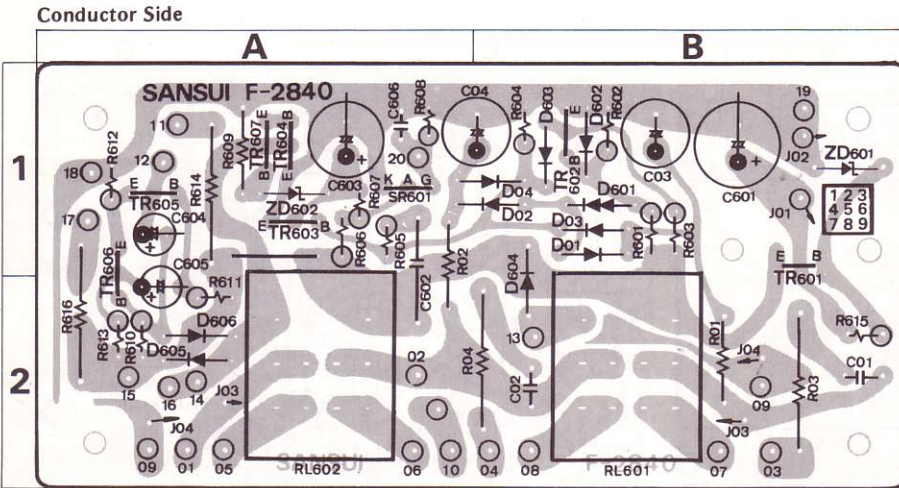 Conductor Side
A
B
1
2
SANSUI F-2840
C606
R608
C04
R604
D603
E
D602
R602
19
11
R612
R609
TR607
E
TR604
B
C603
20
K A G
SR601
TR602
B
C03
C601
J02
ZD601
12
18
R614
B
E
ZD602
R607
D04
D02
D601
1 2 3
4 5 6
7 8 9
E B
TR605
17
C604
E B
TR603
R606
R605
C602
R02
D03
D01
R601
R603
J01
TR606
E
B
C605
R611
D604
E B
TR601
R616
R613
R610
D606
D605
R04
13
R01
J04
R615
C01
15
16
14
J03
02
C02
09
R03
J04
J03
09
01
05
SANSUI
RL602
06
10
04
08
F-2840
RL601
07
03